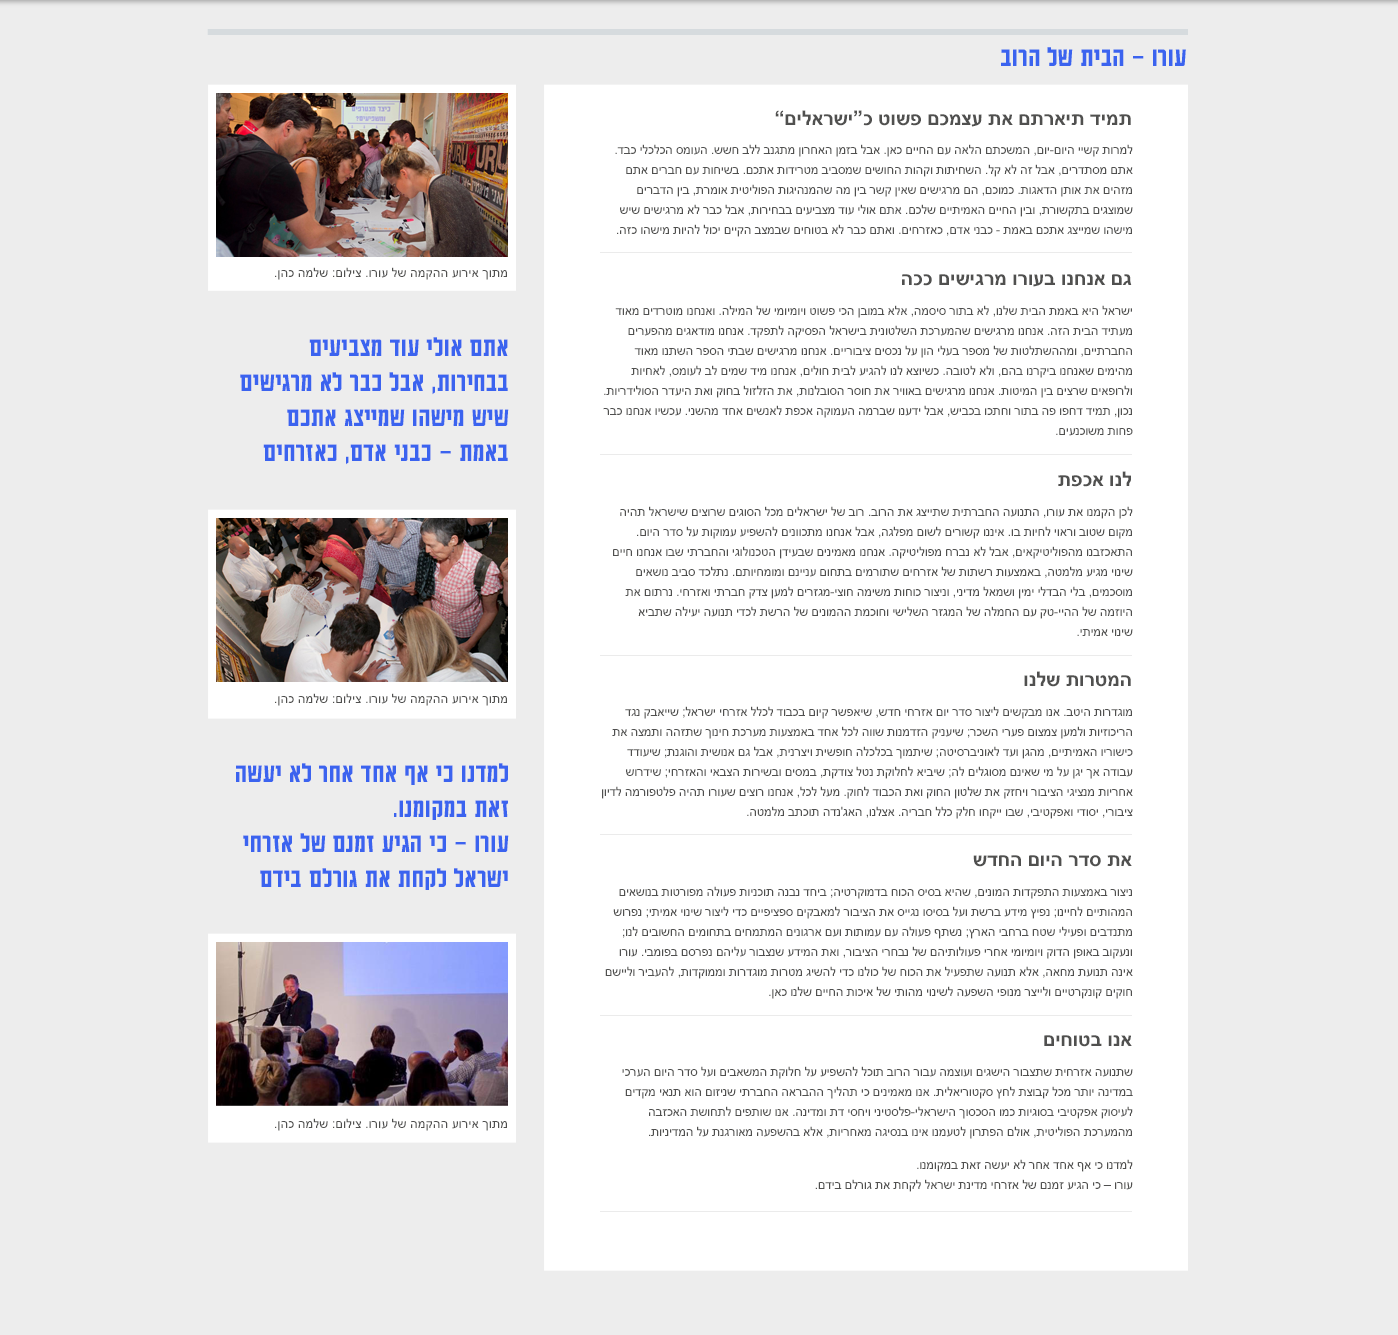 עורו – הבית של הרוב
תמיד תיארתם את עצמכם פשוט כ”ישראלים“
למרות קשיי היום-יום, המשכתם הלאה עם החיים כאן. אבל בזמן האחרון מתגנב ללב חשש. העומס הכלכלי כבד.
אתם מסתדרים, אבל זה לא קל. השחיתות וקהות החושים שמסביב מטרידות אתכם. בשיחות עם חברים אתם
מזהים את אותן הדאגות. כמוכם, הם מרגישים שאין קשר בין מה שהמנהיגות הפוליטית אומרת, בין הדברים
שמוצגים בתקשורת, ובין החיים האמיתיים שלכם. אתם אולי עוד מצביעים בבחירות, אבל כבר לא מרגישים שיש
מישהו שמייצג אתכם באמת - כבני אדם, כאזרחים. ואתם כבר לא בטוחים שבמצב הקיים יכול להיות מישהו כזה.
גם אנחנו בעורו מרגישים ככה
ישראל היא באמת הבית שלנו, לא בתור סיסמה, אלא במובן הכי פשוט ויומיומי של המילה. ואנחנו מוטרדים מאוד
מעתיד הבית הזה. אנחנו מרגישים שהמערכת השלטונית בישראל הפסיקה לתפקד. אנחנו מודאגים מהפערים
החברתיים, ומההשתלטות של מספר בעלי הון על נכסים ציבוריים. אנחנו מרגישים שבתי הספר השתנו מאוד
מהימים שאנחנו ביקרנו בהם, ולא לטובה. כשיוצא לנו להגיע לבית חולים, אנחנו מיד שמים לב לעומס, לאחיות
ולרופאים שרצים בין המיטות. אנחנו מרגישים באוויר את חוסר הסובלנות, את הזלזול בחוק ואת היעדר הסולידריות.
נכון, תמיד דחפו פה בתור וחתכו בכביש, אבל ידענו שברמה העמוקה אכפת לאנשים אחד מהשני. עכשיו אנחנו כבר
פחות משוכנעים.
לנו אכפת
לכן הקמנו את עורו, התנועה החברתית שתייצג את הרוב. רוב של ישראלים מכל הסוגים שרוצים שישראל תהיה
מקום שטוב וראוי לחיות בו. איננו קשורים לשום מפלגה, אבל אנחנו מתכוונים להשפיע עמוקות על סדר היום.
התאכזבנו מהפוליטיקאים, אבל לא נברח מפוליטיקה. אנחנו מאמינים שבעידן הטכנולוגי והחברתי שבו אנחנו חיים
שינוי מגיע מלמטה, באמצעות רשתות של אזרחים שתורמים בתחום עניינם ומומחיותם. נתלכד סביב נושאים
מוסכמים, בלי הבדלי ימין ושמאל מדיני, וניצור כוחות משימה חוצי-מגזרים למען צדק חברתי ואזרחי. נרתום את
היוזמה של ההיי-טק עם החמלה של המגזר השלישי וחוכמת ההמונים של הרשת לכדי תנועה יעילה שתביא
שינוי אמיתי.
המטרות שלנו
מוגדרות היטב. אנו מבקשים ליצור סדר יום אזרחי חדש, שיאפשר קיום בכבוד לכלל אזרחי ישראל; שייאבק נגד
הריכוזיות ולמען צמצום פערי השכר; שיעניק הזדמנות שווה לכל אחד באמצעות מערכת חינוך שתזהה ותמצה את
כישוריו האמיתיים, מהגן ועד לאוניברסיטה; שיתמוך בכלכלה חופשית ויצרנית, אבל גם אנושית והוגנת; שיעודד
עבודה אך יגן על מי שאינם מסוגלים לה; שיביא לחלוקת נטל צודקת, במסים ובשירות הצבאי והאזרחי; שידרוש
אחריות מנציגי הציבור ויחזק את שלטון החוק ואת הכבוד לחוק. מעל לכל, אנחנו רוצים שעורו תהיה פלטפורמה לדיון
ציבורי, יסודי ואפקטיבי, שבו ייקחו חלק כלל חבריה. אצלנו, האג'נדה תוכתב מלמטה.
את סדר היום החדש
ניצור באמצעות התפקדות המונים, שהיא בסיס הכוח בדמוקרטיה; ביחד נבנה תוכניות פעולה מפורטות בנושאים
המהותיים לחיינו; נפיץ מידע ברשת ועל בסיסו נגייס את הציבור למאבקים ספציפיים כדי ליצור שינוי אמיתי; נפרוש
מתנדבים ופעילי שטח ברחבי הארץ; נשתף פעולה עם עמותות ועם ארגונים המתמחים בתחומים החשובים לנו;
ונעקוב באופן הדוק ויומיומי אחרי פעולותיהם של נבחרי הציבור, ואת המידע שנצבור עליהם נפרסם בפומבי. עורו
אינה תנועת מחאה, אלא תנועה שתפעיל את הכוח של כולנו כדי להשיג מטרות מוגדרות וממוקדות, להעביר וליישם
חוקים קונקרטיים ולייצר מנופי השפעה לשינוי מהותי של איכות החיים שלנו כאן.
אנו בטוחים
שתנועה אזרחית שתצבור הישגים ועוצמה עבור הרוב תוכל להשפיע על חלוקת המשאבים ועל סדר היום הערכי
במדינה יותר מכל קבוצת לחץ סקטוריאלית. אנו מאמינים כי תהליך ההבראה החברתי שניזום הוא תנאי מקדים
לעיסוק אפקטיבי בסוגיות כמו הסכסוך הישראלי-פלסטיני ויחסי דת ומדינה. אנו שותפים לתחושת האכזבה
מהמערכת הפוליטית, אולם הפתרון לטעמנו אינו בנסיגה מאחריות, אלא בהשפעה מאורגנת על המדיניות.
למדנו כי אף אחד אחר לא יעשה זאת במקומנו.
עורו – כי הגיע זמנם של אזרחי מדינת ישראל לקחת את גורלם בידם.
כיצד מצטרפים
ומשפיעים?
URU
URU
מתוך אירוע ההקמה של עורו. צילום: שלמה כהן.
אתם אולי עוד מצביעים
בבחירות, אבל כבר לא מרגישים
שיש מישהו שמייצג אתכם
באמת – כבני אדם, כאזרחים
מתוך אירוע ההקמה של עורו. צילום: שלמה כהן.
למדנו כי אף אחד אחר לא יעשה
זאת במקומנו.
עורו – כי הגיע זמנם של אזרחי
ישראל לקחת את גורלם בידם
מתוך אירוע ההקמה של עורו. צילום: שלמה כהן.